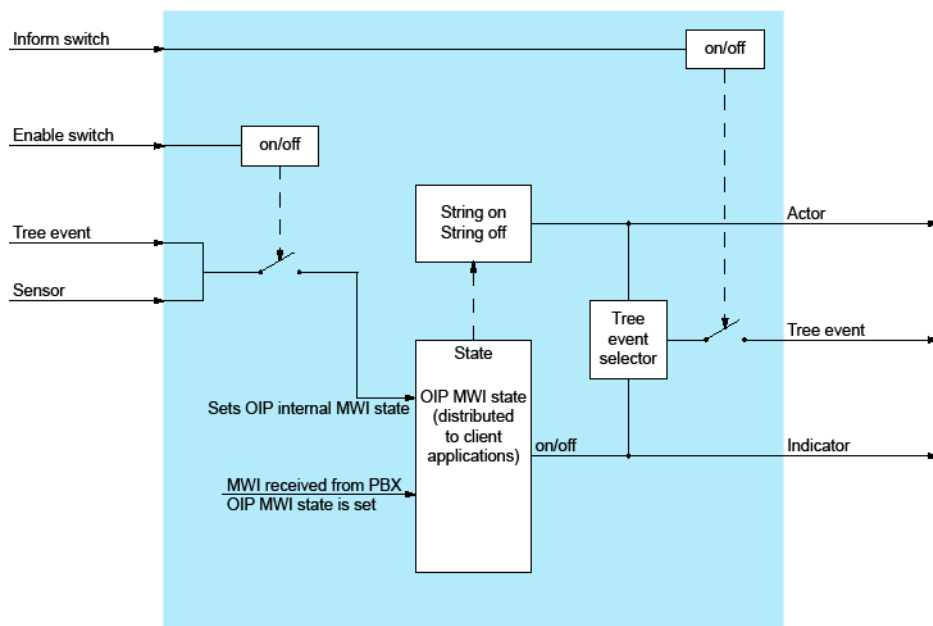 Inform switch
on/off
Enable switch
on/off
String on
String off
Actor
Tree event
Sensor
Tree
event
selector
Tree event
State
OIP MWI state
(distributed
to client
applications)
Sets OIP internal MWI state
on/off
Indicator
MWI received from PBX
OIP MWI state is set